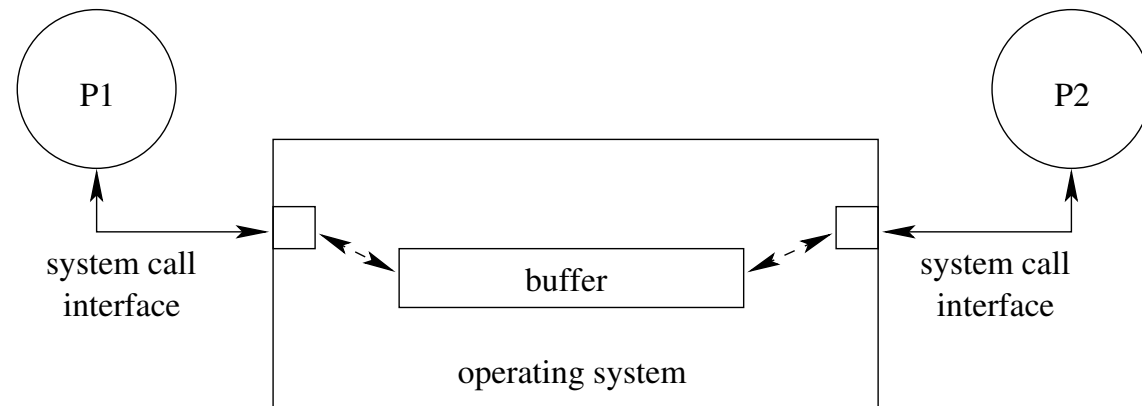 P1
P2
system call
interface
buffer
system call
interface
operating system